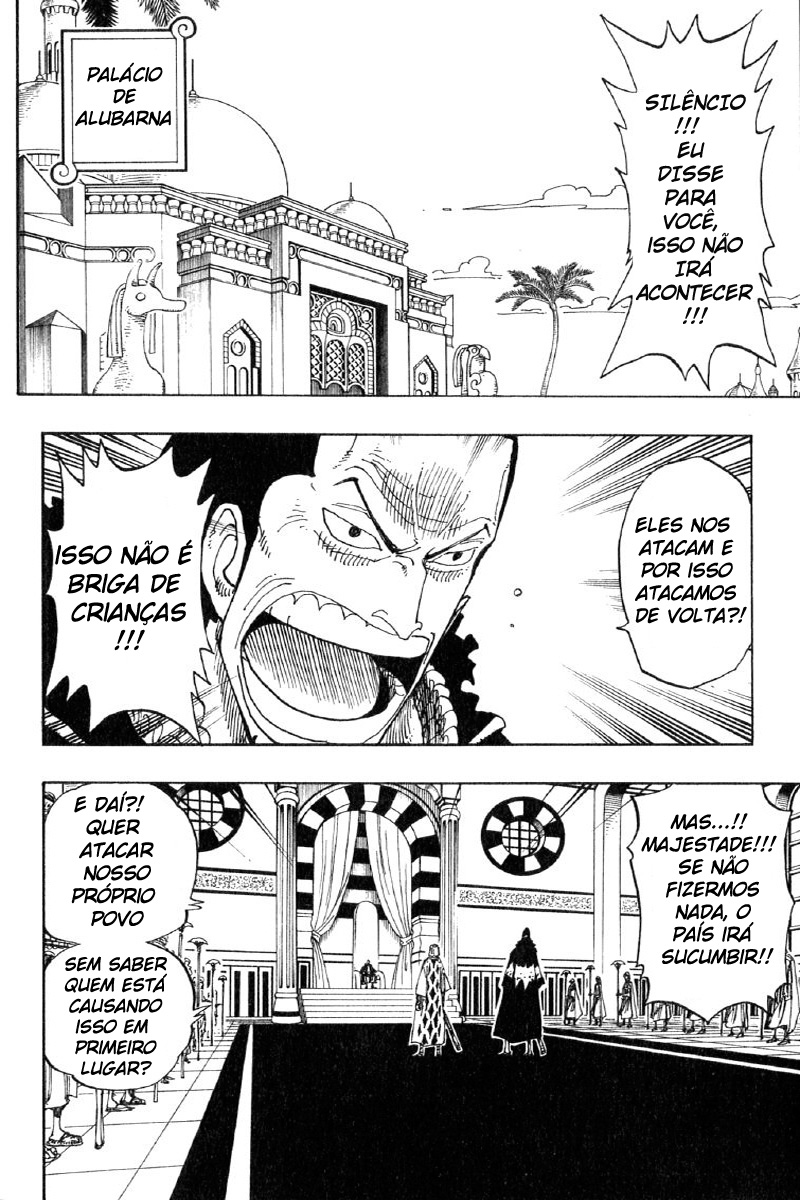 PALÁCIO
DE
ALUBARNA
SILÊNCIO
!!!
EU
DISSE
PARA
VOCÊ,
ISSO NÃO
IRÁ
ACONTECER
!!!
ELES NOS
ATACAM E
POR ISSO
ATACAMOS
DE VOLTA?!
ISSO NÃO É
BRIGA DE
CRIANÇAS
!!!
MAS...!!
MAJESTADE!!!
SE NÃO
FIZERMOS
NADA, O
PAÍS IRÁ
SUCUMBIR!!
E DAÍ?!
QUER
ATACAR
NOSSO
PRÓPRIO
POVO
SEM SABER
QUEM ESTÁ
CAUSANDO
ISSO EM
PRIMEIRO
LUGAR?